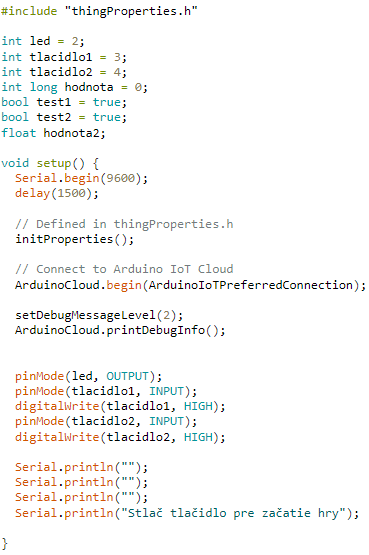 #include "thingProperties.h"
int led = 2;
int tlacidlo1 = 3;
int tlacidlo2 = 4;
int long hodnota = 0;
bool test1 = true;
bool test2 = true;
float hodnota2;
void setup() {
Serial.begin(9600);
delay(1500);
// Defined in thingProperties.h
initProperties();
// Connect to Arduino IoT Cloud
ArduinoCloud.begin(ArduinoIoTPreferredConnection);
setDebugMessageLevel(2);
ArduinoCloud.printDebugInfo();
pinMode(led, OUTPUT);
pinMode(tlacidlo1, INPUT);
digitalWrite(tlacidlo1, HIGH);
pinMode(tlacidlo2, INPUT);
digitalWrite(tlacidlo2, HIGH);
Serial.println("");
Serial.println("");
Serial.println("");
Serial.println("Stlač tlačidlo pre začatie hry");
}